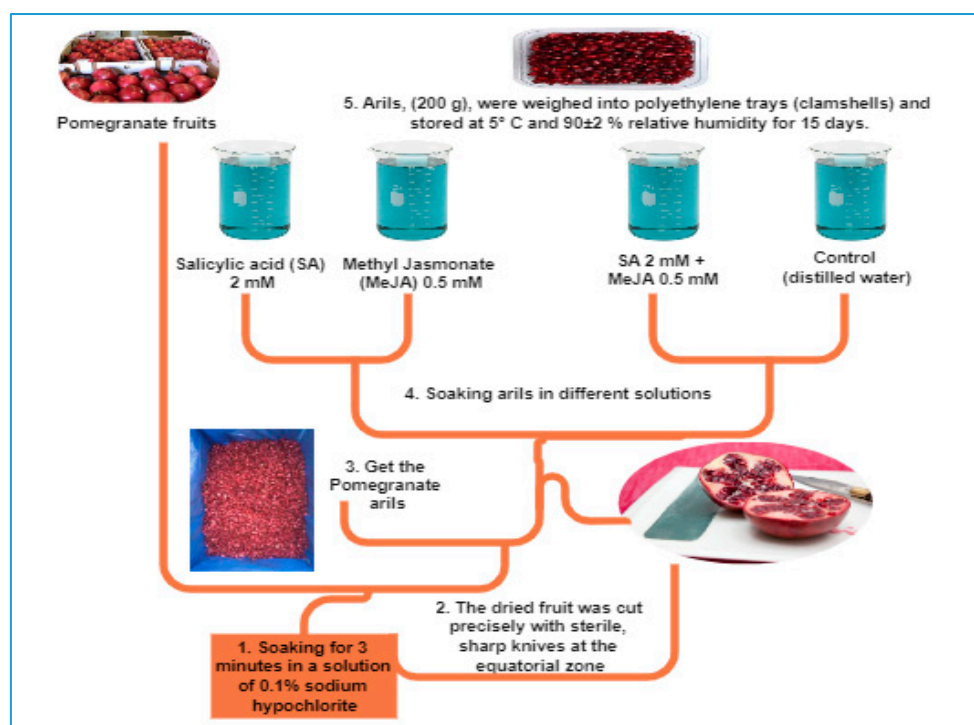 Pomegranate fruits
5. Arils, (200 g), were weighed into polyethylene trays (clamshells) and
stored at 5° C and 90±2 % relative humidity for 15 days.
Salicylic acid (SA)
2 mM
Methyl Jasmonate
(MeJA) 0.5 mM
SA 2 mM +
MeJA 0.5 mM
Control
(distilled water)
4. Soaking arils in different solutions
3. Get the
Pomegranate
arils
2. The dried fruit was cut
precisely with sterile,
sharp knives at the
equatorial zone
1. Soaking for 3
minutes in a solution
of 0.1% sodium
hypochlorite